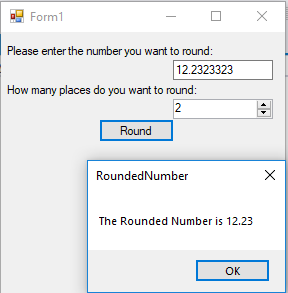 Form1
Please enter the number you want to round:
12.2323323
How many places do you want to round:
2
Round
RoundedNumber
The Rounded Number is 12.23
OK